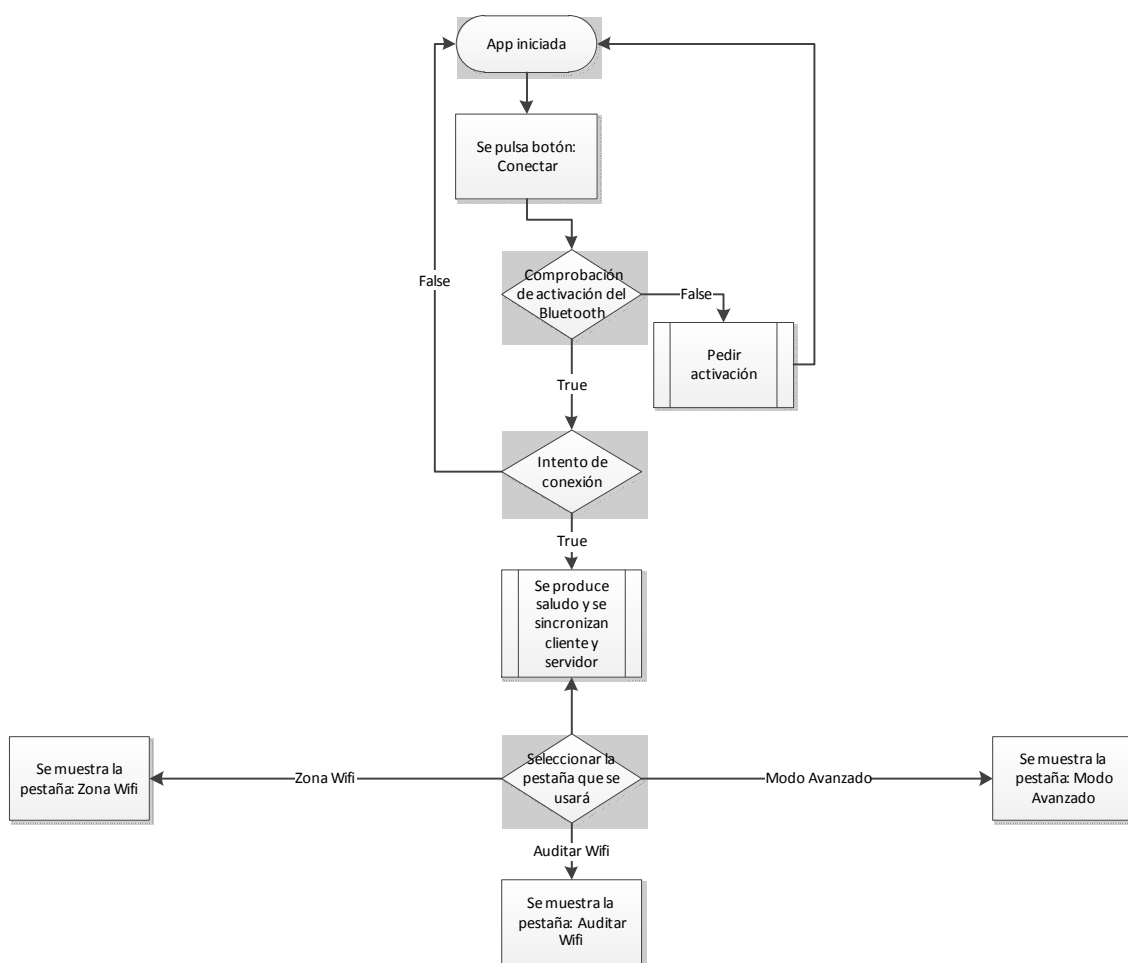 App iniciada
Se pulsa botón:
Conectar
False
Comprobación
de activación del
Bluetooth
False
Pedir
activación
True
Intento de
conexión
True
Se produce
saludo y se
sincronizan
cliente y
servidor
Se muestra la
pestaña: Zona Wifi
Zona Wifi
Seleccionar la
pestaña que se
usará
Modo Avanzado
Se muestra la
pestaña: Modo
Avanzado
Auditar Wifi
Se muestra la
pestaña: Auditar
Wifi